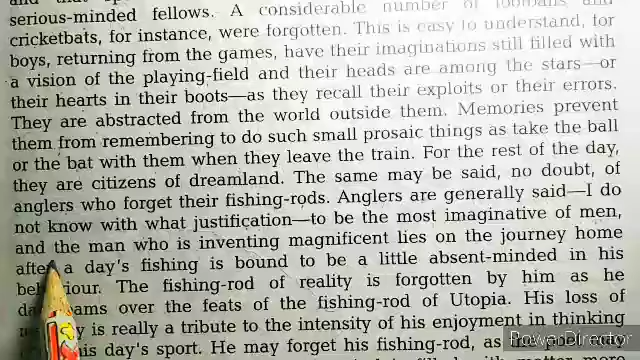 serious-minded fellows. A considerable number of footballs and
cricketbats, for instance, were forgotten. This is easy to understand, for
boys, returning from the games, have their imaginations still filled with
a vision of the playing-field and their heads are among the stars—or
their hearts in their boots—as they recall their exploits or their errors.
They are abstracted from the world outside them. Memories prevent
them from remembering to do such small prosaic things as take the ball
or the bat with them when they leave the train. For the rest of the day,
they are citizens of dreamland. The same may be said, no doubt, of
anglers who forget their fishing-rods. Anglers are generally said—I do
not know with what justification—to be the most imaginative of men,
and the man who is inventing magnificent lies on the journey home
after a day's fishing is bound to be a little absent-minded in his
The fishing-rod of reality is forgotten by him as he
over the feats of the fishing-rod of Utopia. His loss of
is really a tribute to the intensity of his enjoyment in thinking
his day's sport. He may forget his fishing-rod, as the
PowerDirector